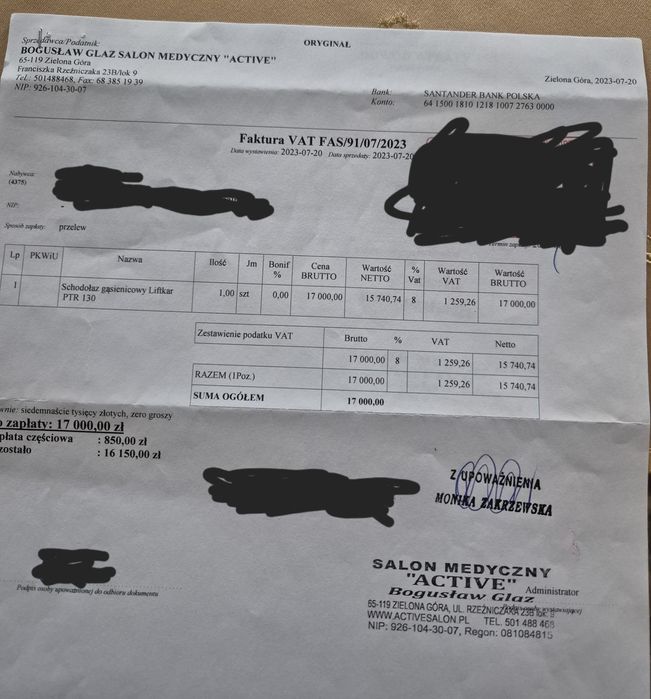 Sprzedawca/Podatnik:
BOGUSŁAW GLAZ SALON MEDYCZNY "ACTIVE"
65-119 Zielona Góra
Franciszka Rzeźniczaka 23B/lok 9
Tel.: 501488468, Fax: 68 385 19 39
NIP: 926-104-30-07
ORYGINAŁ
Zielona Góra, 2023-07-20
Bank: SANTANDER BANK POLSKA
Konto: 64 1500 1810 1218 1007 2763 0000
Faktura VAT FAS/91/07/2023
Data wystawienia: 2023-07-20 Data sprzedaży: 2023-07-20
Nabywca:
(4375)
NIP:
Sposób zapłaty: przelew
Termin
Lp PKWiU Nazwa Ilość Jm Bonif % Cena BRUTTO Wartość NETTO % Vat Wartość VAT Wartość BRUTTO
1 Schodołaz gąsienicowy Liftkar PTR 130 1,00 szt 0,00 17 000,00 15 740,74 8 1 259,26 17 000,00
Zestawienie podatku VAT Brutto % VAT Netto
17 000,00 8 1 259,26 15 740,74
RAZEM (1Poz.) 17 000,00 1 259,26 15 740,74
SUMA OGÓŁEM 17 000,00
wnie: siedemnaście tysięcy złotych, zero groszy
o zapłaty: 17 000,00 zł
płata częściowa : 850,00 zł
zostało : 16 150,00 zł
Z UPOWAŻNIENIA
MONIKA ZAKRZEWSKA
Podpis osoby upoważnionej do odbioru dokumentu
SALON MEDYCZNY
"ACTIVE"
Administrator
Bogusław Glaz
65-119 ZIELONA GÓRA, UL. RZEŹNICZAKA 23B lok. 9
WWW.ACTIVESALON.PL TEL. 501 488 468
NIP: 926-104-30-07, Regon: 081084815